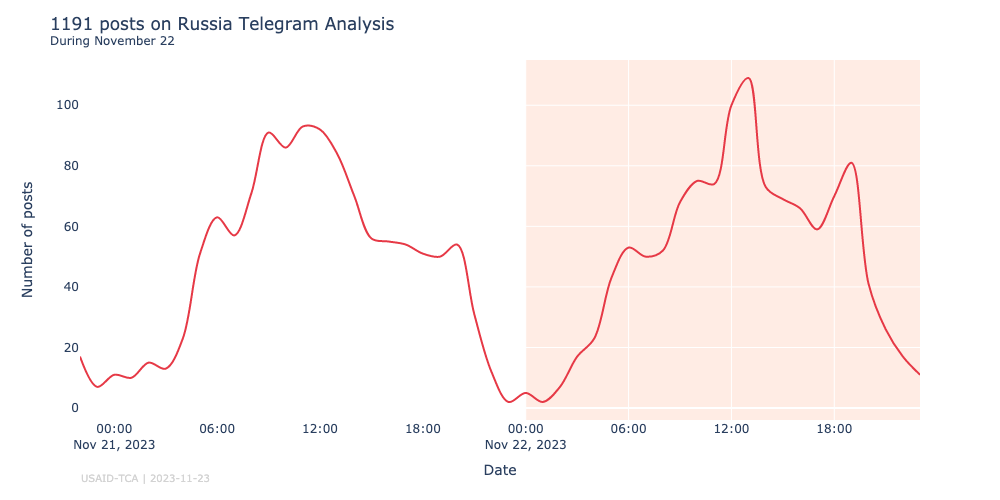 1191 posts on Russia Telegram Analysis
During November 22
Number of posts
100
80
60
40
20
0
00:00 06:00 12:00 18:00 00:00 06:00 12:00 18:00
Nov 21, 2023 Nov 22, 2023
Date
USAID-TCA | 2023-11-23